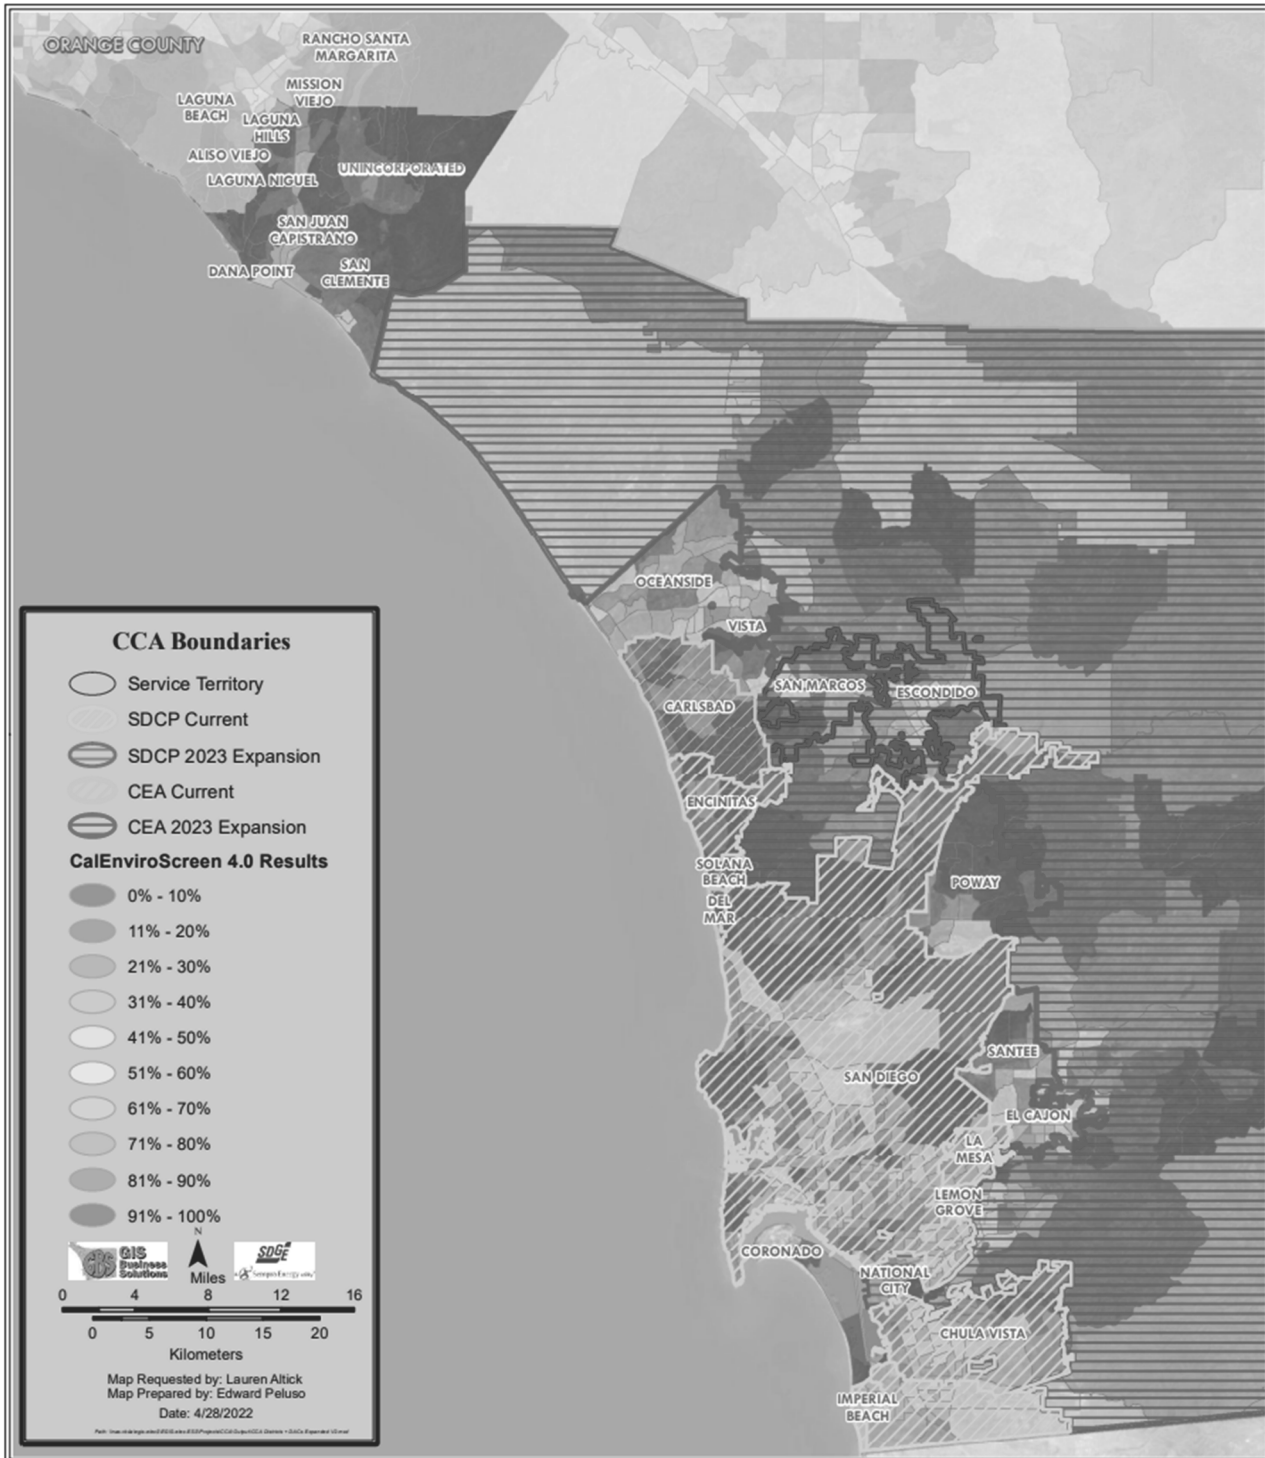 ORANGE COUNTY
RANCHO SANTA
MARGARITA
MISSION
VIEJO
LAGUNA
BEACH
LAGUNA
HILLS
ALISO VIEJO
UNINCORPORATED
LAGUNA NIGUEL
SAN JUAN
CAPISTRANO
DANA POINT
SAN
CLEMENTE
OCEANSIDE
VISTA
SAN MARCOS
ESCONDIDO
CARLSBAD
ENCINITAS
SOLANA
BEACH
DEL
MAR
POWAY
SANTEE
SAN DIEGO
EL CAJON
LA
MESA
LEMON
GROVE
CORONADO
NATIONAL
CITY
CHULA VISTA
IMPERIAL
BEACH
CCA Boundaries
Service Territory
SDCP Current
SDCP 2023 Expansion
CEA Current
CEA 2023 Expansion
CalEnviroScreen 4.0 Results
0% - 10%
11% - 20%
21% - 30%
31% - 40%
41% - 50%
51% - 60%
61% - 70%
71% - 80%
81% - 90%
91% - 100%
N
GBS GIS
Business
Solutions
SDGE
A Sempra Energy utility
Miles
0 4 8 12 16
0 5 10 15 20
Kilometers
Map Requested by: Lauren Altick
Map Prepared by: Edward Peluso
Date: 4/28/2022